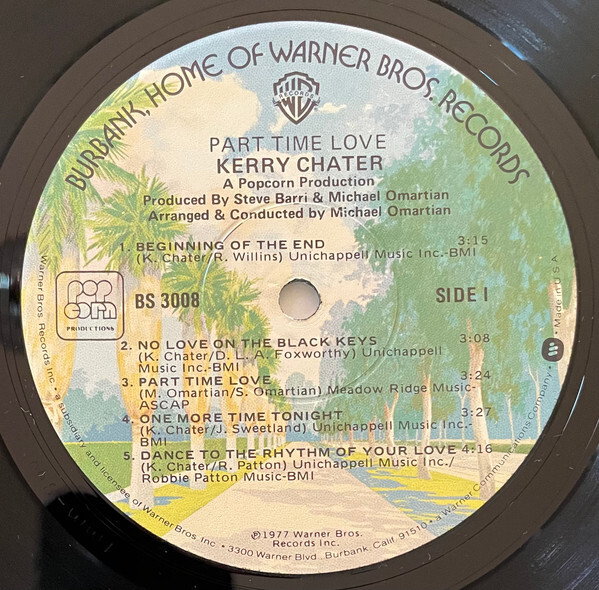 BURBANK, HOME OF WARNER BROS. RECORDS
WB
RECORDS
PART TIME LOVE
KERRY CHATER
A Popcorn Production
Produced By Steve Barri & Michael Omartian
Arranged & Conducted by Michael Omartian
1. BEGINNING OF THE END 3:15
(K. Chater/R. Willins) Unichappell Music Inc.-BMI
POP
CORN
PRODUCTIONS
BS 3008
SIDE I
2. NO LOVE ON THE BLACK KEYS 3:08
(K. Chater/D. L. A. Foxworthy) Unichappell
Music Inc.-BMI
3. PART TIME LOVE 3:24
(M. Omartian/S. Omartian) Meadow Ridge Music-
ASCAP
4. ONE MORE TIME TONIGHT 3:27
(K. Chater/J. Sweetland) Unichappell Music Inc.-
BMI
5. DANCE TO THE RHYTHM OF YOUR LOVE 4:16
(K. Chater/R. Patton) Unichappell Music Inc./
Robbie Patton Music-BMI
℗1977 Warner Bros.
Records Inc.
Warner Bros. Records Inc. • a subsidiary and licensee of Warner Bros. Inc. • 3300 Warner Blvd., Burbank, Calif. 91510 • a Warner Communications Company • Made in U S A